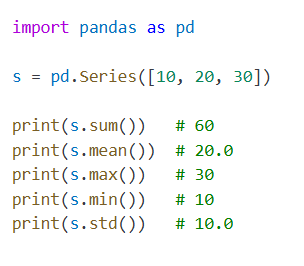 import pandas as pd

s = pd.Series([10, 20, 30])

print(s.sum())   # 60
print(s.mean())  # 20.0
print(s.max())   # 30
print(s.min())   # 10
print(s.std())   # 10.0